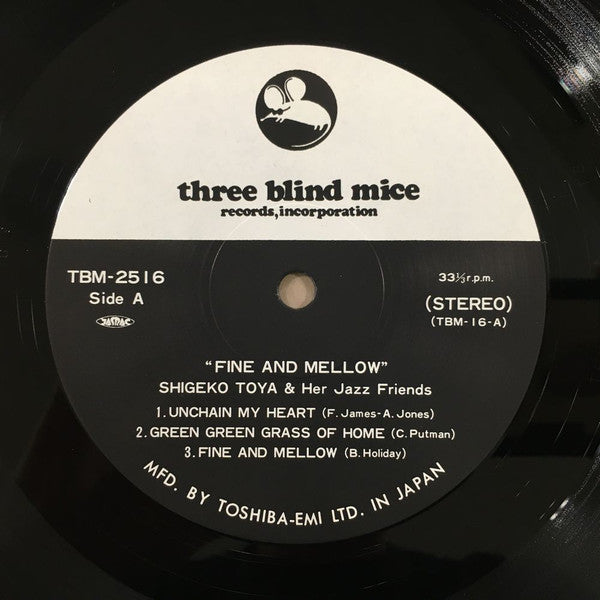 three blind mice
records, incorporation
TBM-2516
Side A
JASRAC
33⅓ r.p.m.
(STEREO)
(TBM-16-A)
"FINE AND MELLOW"
SHIGEKO TOYA & Her Jazz Friends
1. UNCHAIN MY HEART (F. James-A. Jones)
2. GREEN GREEN GRASS OF HOME (C. Putman)
3. FINE AND MELLOW (B. Holiday)
MFD. BY TOSHIBA-EMI LTD. IN JAPAN